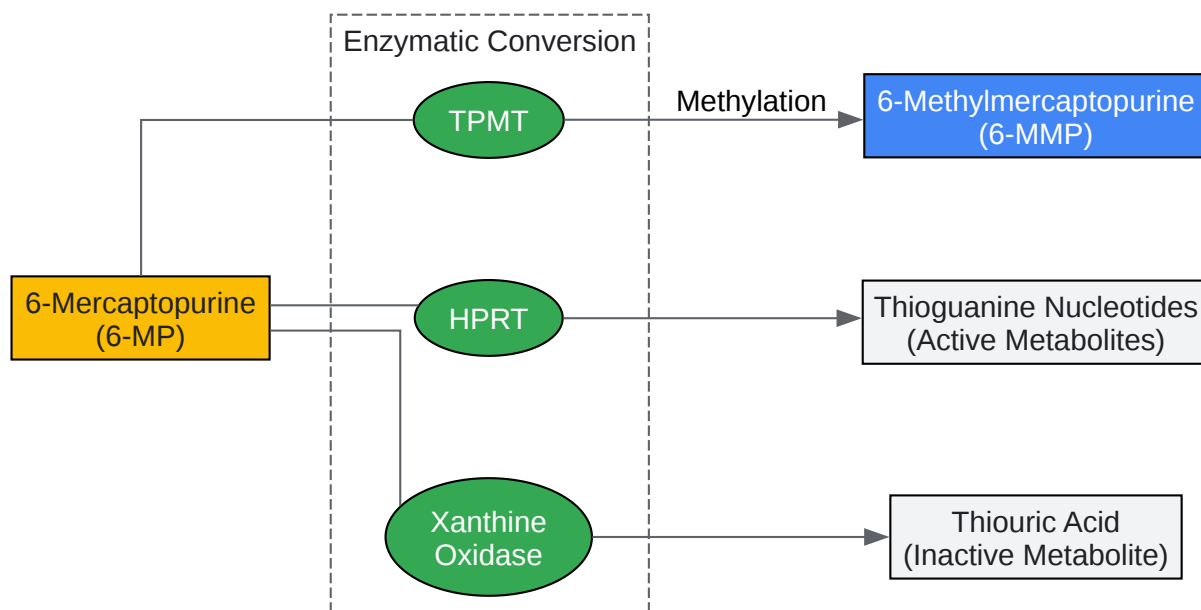 Enzymatic Conversion
TPMT
Methylation
6-Methylmercaptopurine
(6-MMP)
6-Mercaptopurine
(6-MP)
HPRT
Thioguanine Nucleotides
(Active Metabolites)
Xanthine
Oxidase
Thiouric Acid
(Inactive Metabolite)